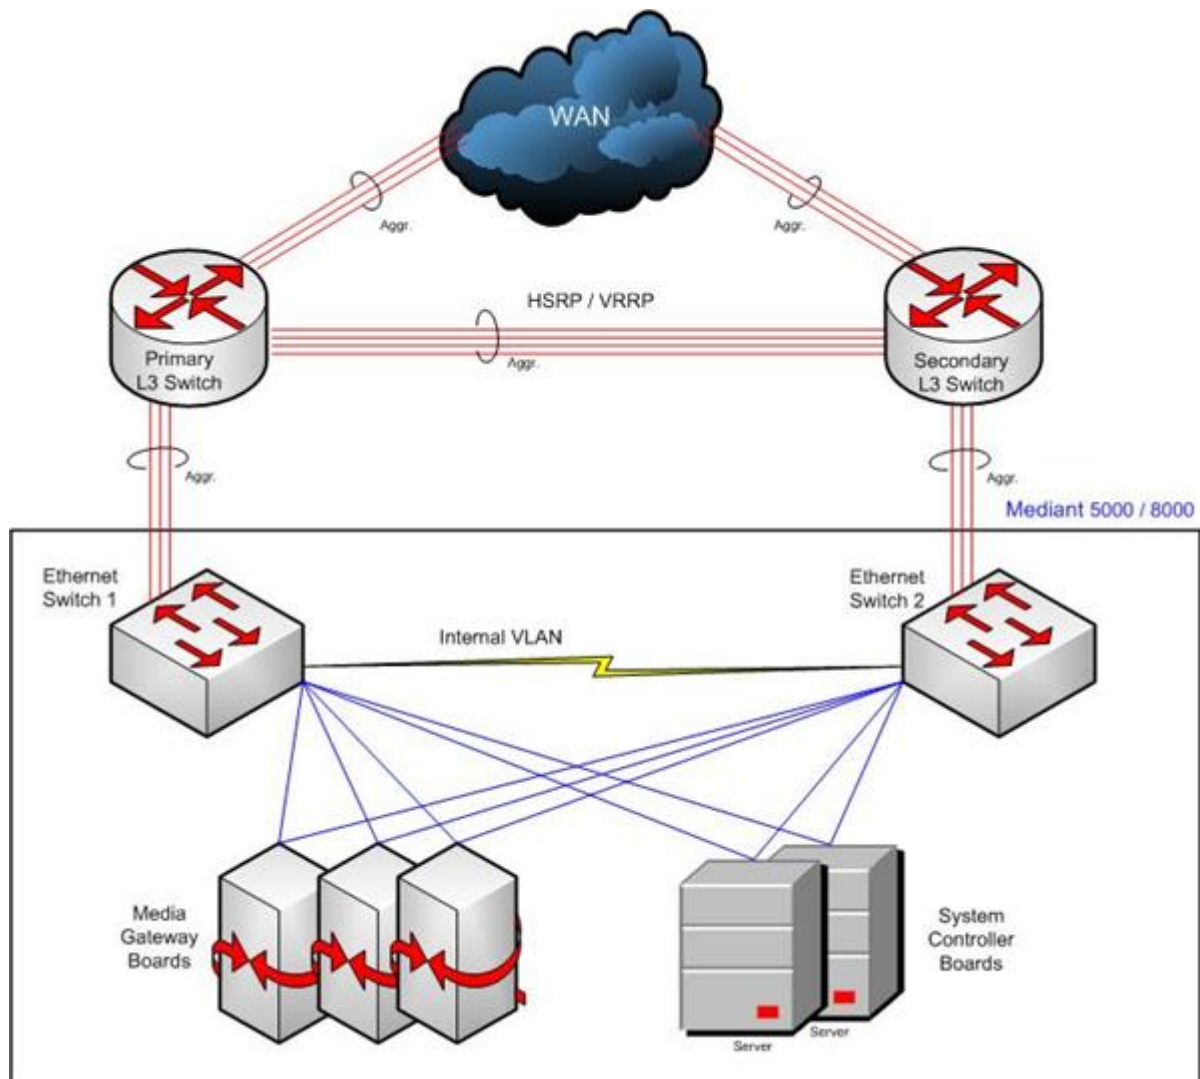 WAN
Aggr.
Aggr.
HSRP / VRRP
Aggr.
Primary
L3 Switch
Secondary
L3 Switch
Aggr.
Aggr.
Mediant 5000 / 8000
Ethernet
Switch 1
Ethernet
Switch 2
Internal VLAN
Media
Gateway
Boards
System
Controller
Boards
Server
Server